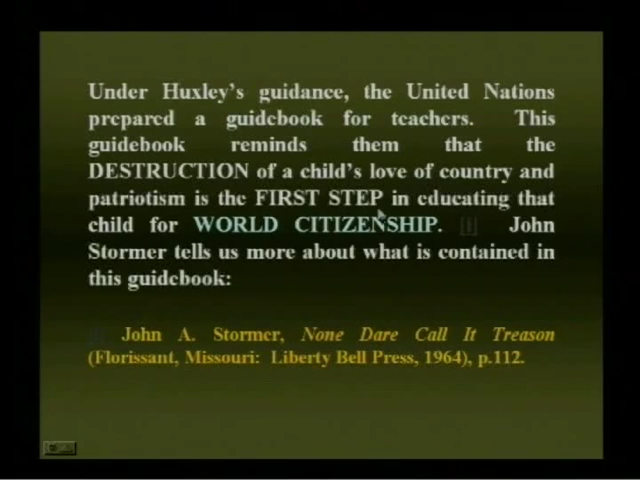 Under Huxley's guidance, the United Nations
prepared a guidebook for teachers. This
guidebook reminds them that the
DESTRUCTION of a child's love of country and
patriotism is the FIRST STEP in educating that
child for WORLD CITIZENSHIP. [i] John
Stormer tells us more about what is contained in
this guidebook:
[i] John A. Stormer, None Dare Call It Treason
(Florissant, Missouri: Liberty Bell Press, 1964), p.112.